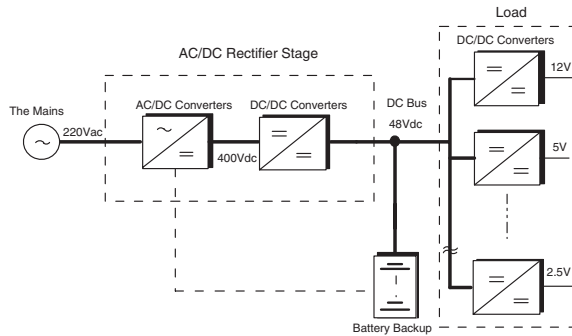 Load
AC/DC Rectifier Stage
DC/DC Converters
12V
The Mains
220Vac
AC/DC Converters
400Vdc
DC/DC Converters
DC Bus
48Vdc
5V
2.5V
Battery Backup